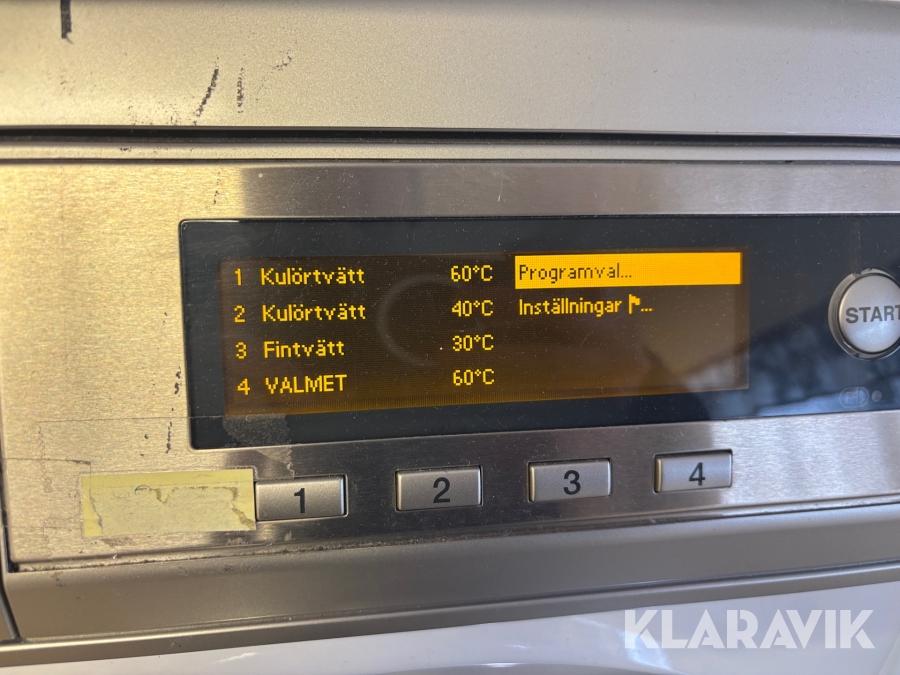 1 Kulörtvätt 60°C Programval...
2 Kulörtvätt 40°C Inställningar ...
3 Fintvätt 30°C
4 VALMET 60°C
START
1 2 3 4
KLARAVIK